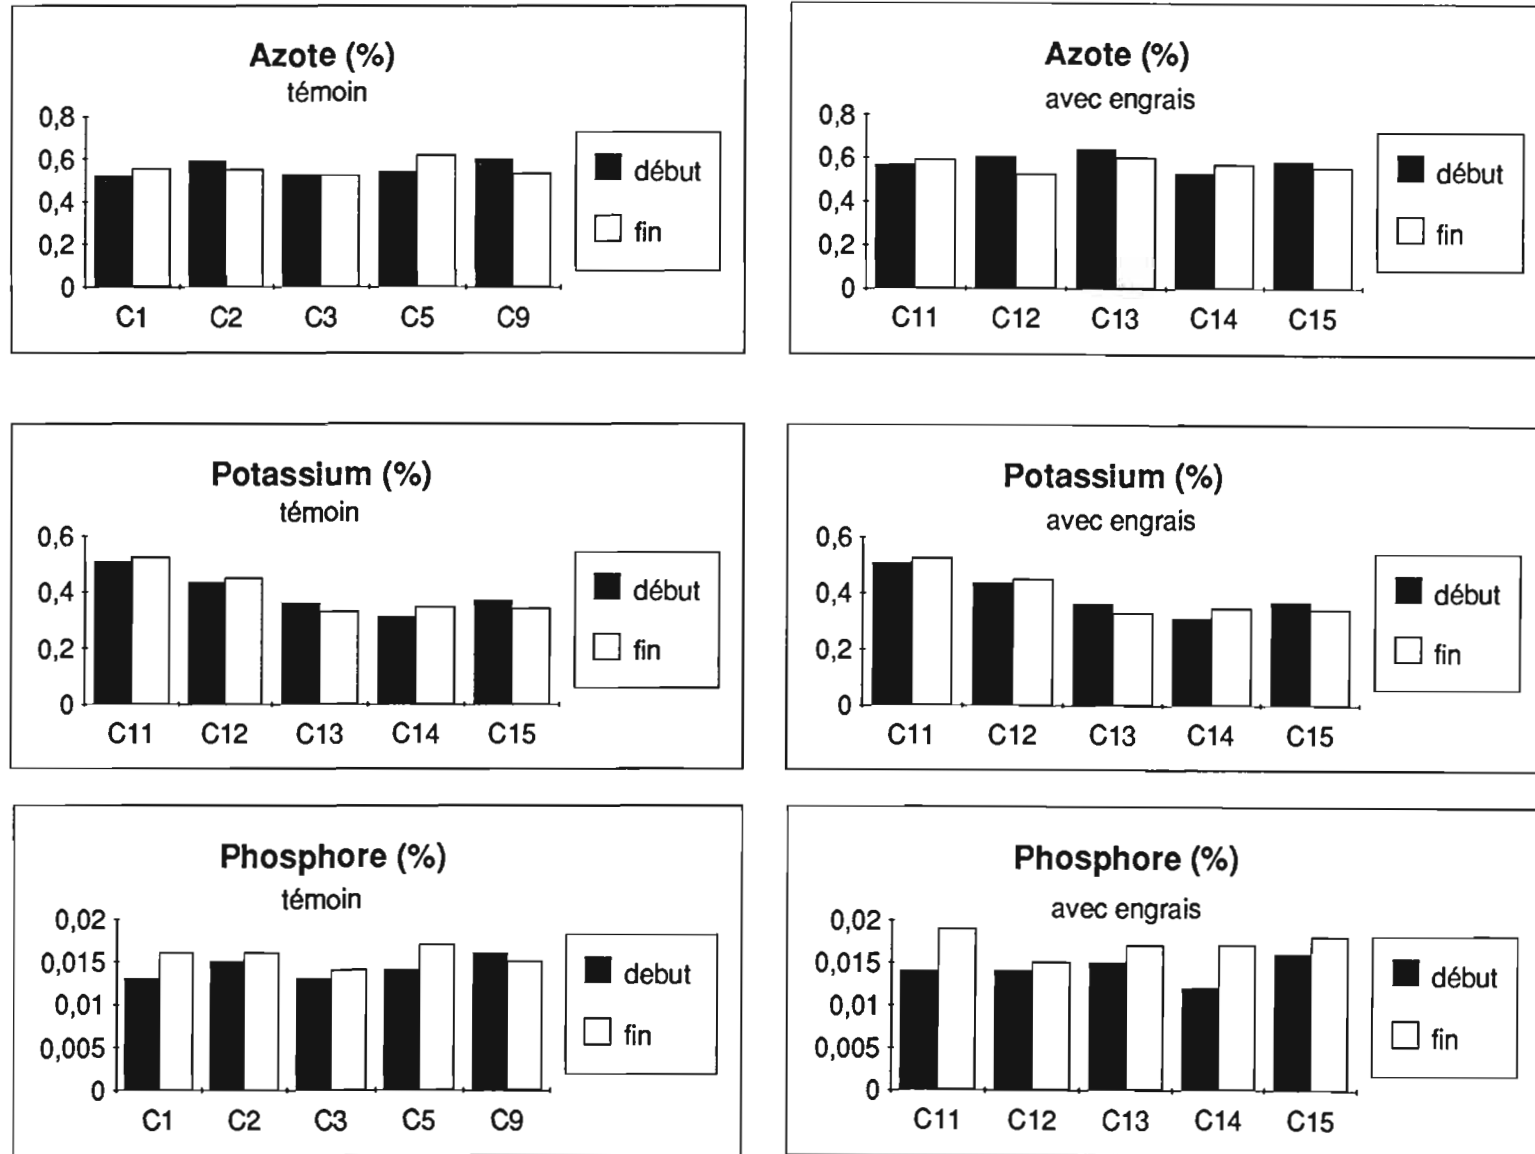 Azote (%)
témoin
0,8
0,6
0,4
0,2
0
C1 C2 C3 C5 C9
début
fin
Azote (%)
avec engrais
0,8
0,6
0,4
0,2
0
C11 C12 C13 C14 C15
début
fin
Potassium (%)
témoin
0,6
0,4
0,2
0
C11 C12 C13 C14 C15
début
fin
Potassium (%)
avec engrais
0,6
0,4
0,2
0
C11 C12 C13 C14 C15
début
fin
Phosphore (%)
témoin
0,02
0,015
0,01
0,005
0
C1 C2 C3 C5 C9
debut
fin
Phosphore (%)
avec engrais
0,02
0,015
0,01
0,005
0
C11 C12 C13 C14 C15
début
fin